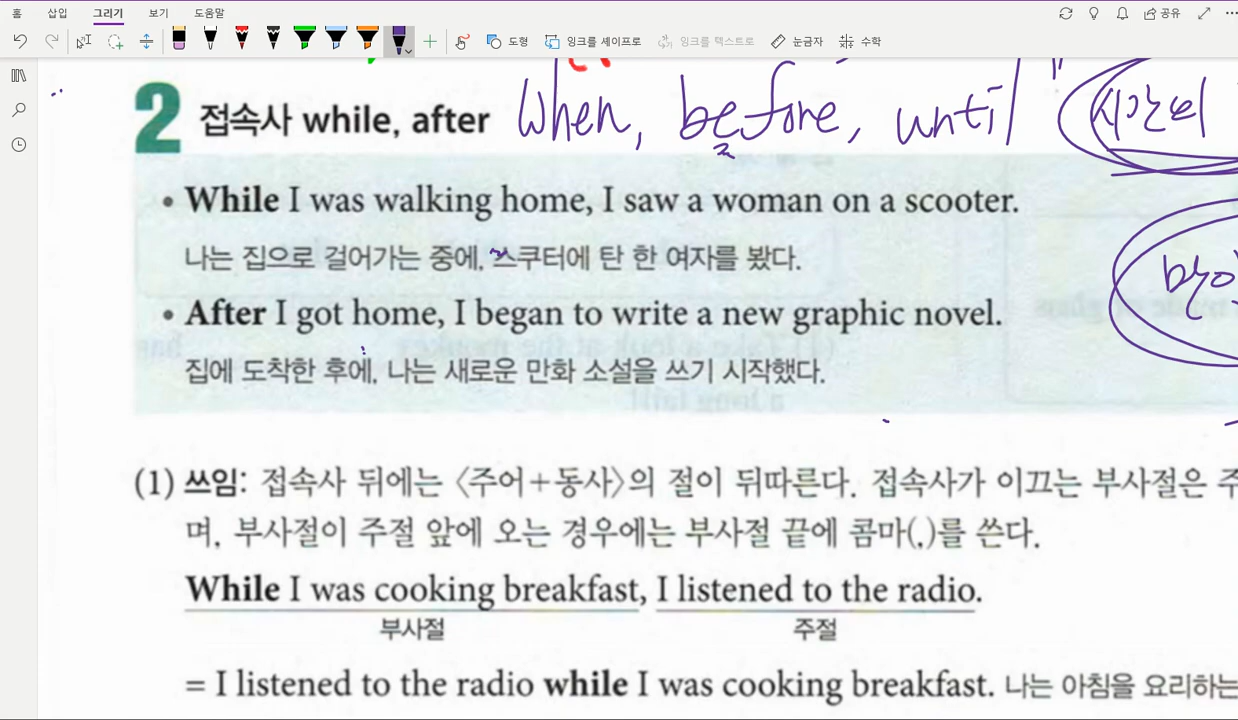 홈 삽입 그리기 보기 도움말
공유
도형 잉크를 셰이프로 잉크를 텍스트로 눈금자 수학
2 접속사 while, after when, before, until
• While I was walking home, I saw a woman on a scooter.
나는 집으로 걸어가는 중에, 스쿠터에 탄 한 여자를 봤다.
• After I got home, I began to write a new graphic novel.
집에 도착한 후에, 나는 새로운 만화 소설을 쓰기 시작했다.
(1) 쓰임: 접속사 뒤에는 〈주어+동사〉의 절이 뒤따른다. 접속사가 이끄는 부사절은 주
며, 부사절이 주절 앞에 오는 경우에는 부사절 끝에 콤마(,)를 쓴다.
While I was cooking breakfast, I listened to the radio.
부사절 주절
= I listened to the radio while I was cooking breakfast. 나는 아침을 요리하는